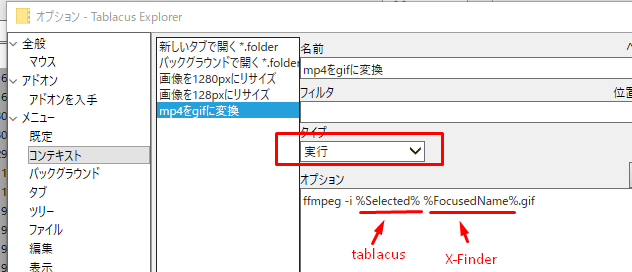 オプション - Tablacus Explorer
全般
マウス
アドオン
アドオンを入手
メニュー
既定
コンテキスト
バックグラウンド
タブ
ツリー
ファイル
編集
表示
新しいタブで開く *.folder
バックグラウンドで開く *.folder
画像を1280pxにリサイズ
画像を128pxにリサイズ
mp4をgifに変換
名前
mp4をgifに変換
フィルタ
位置
タイプ
実行
オプション
ffmpeg -i %Selected% %FocusedName%.gif
tablacus
X-Finder